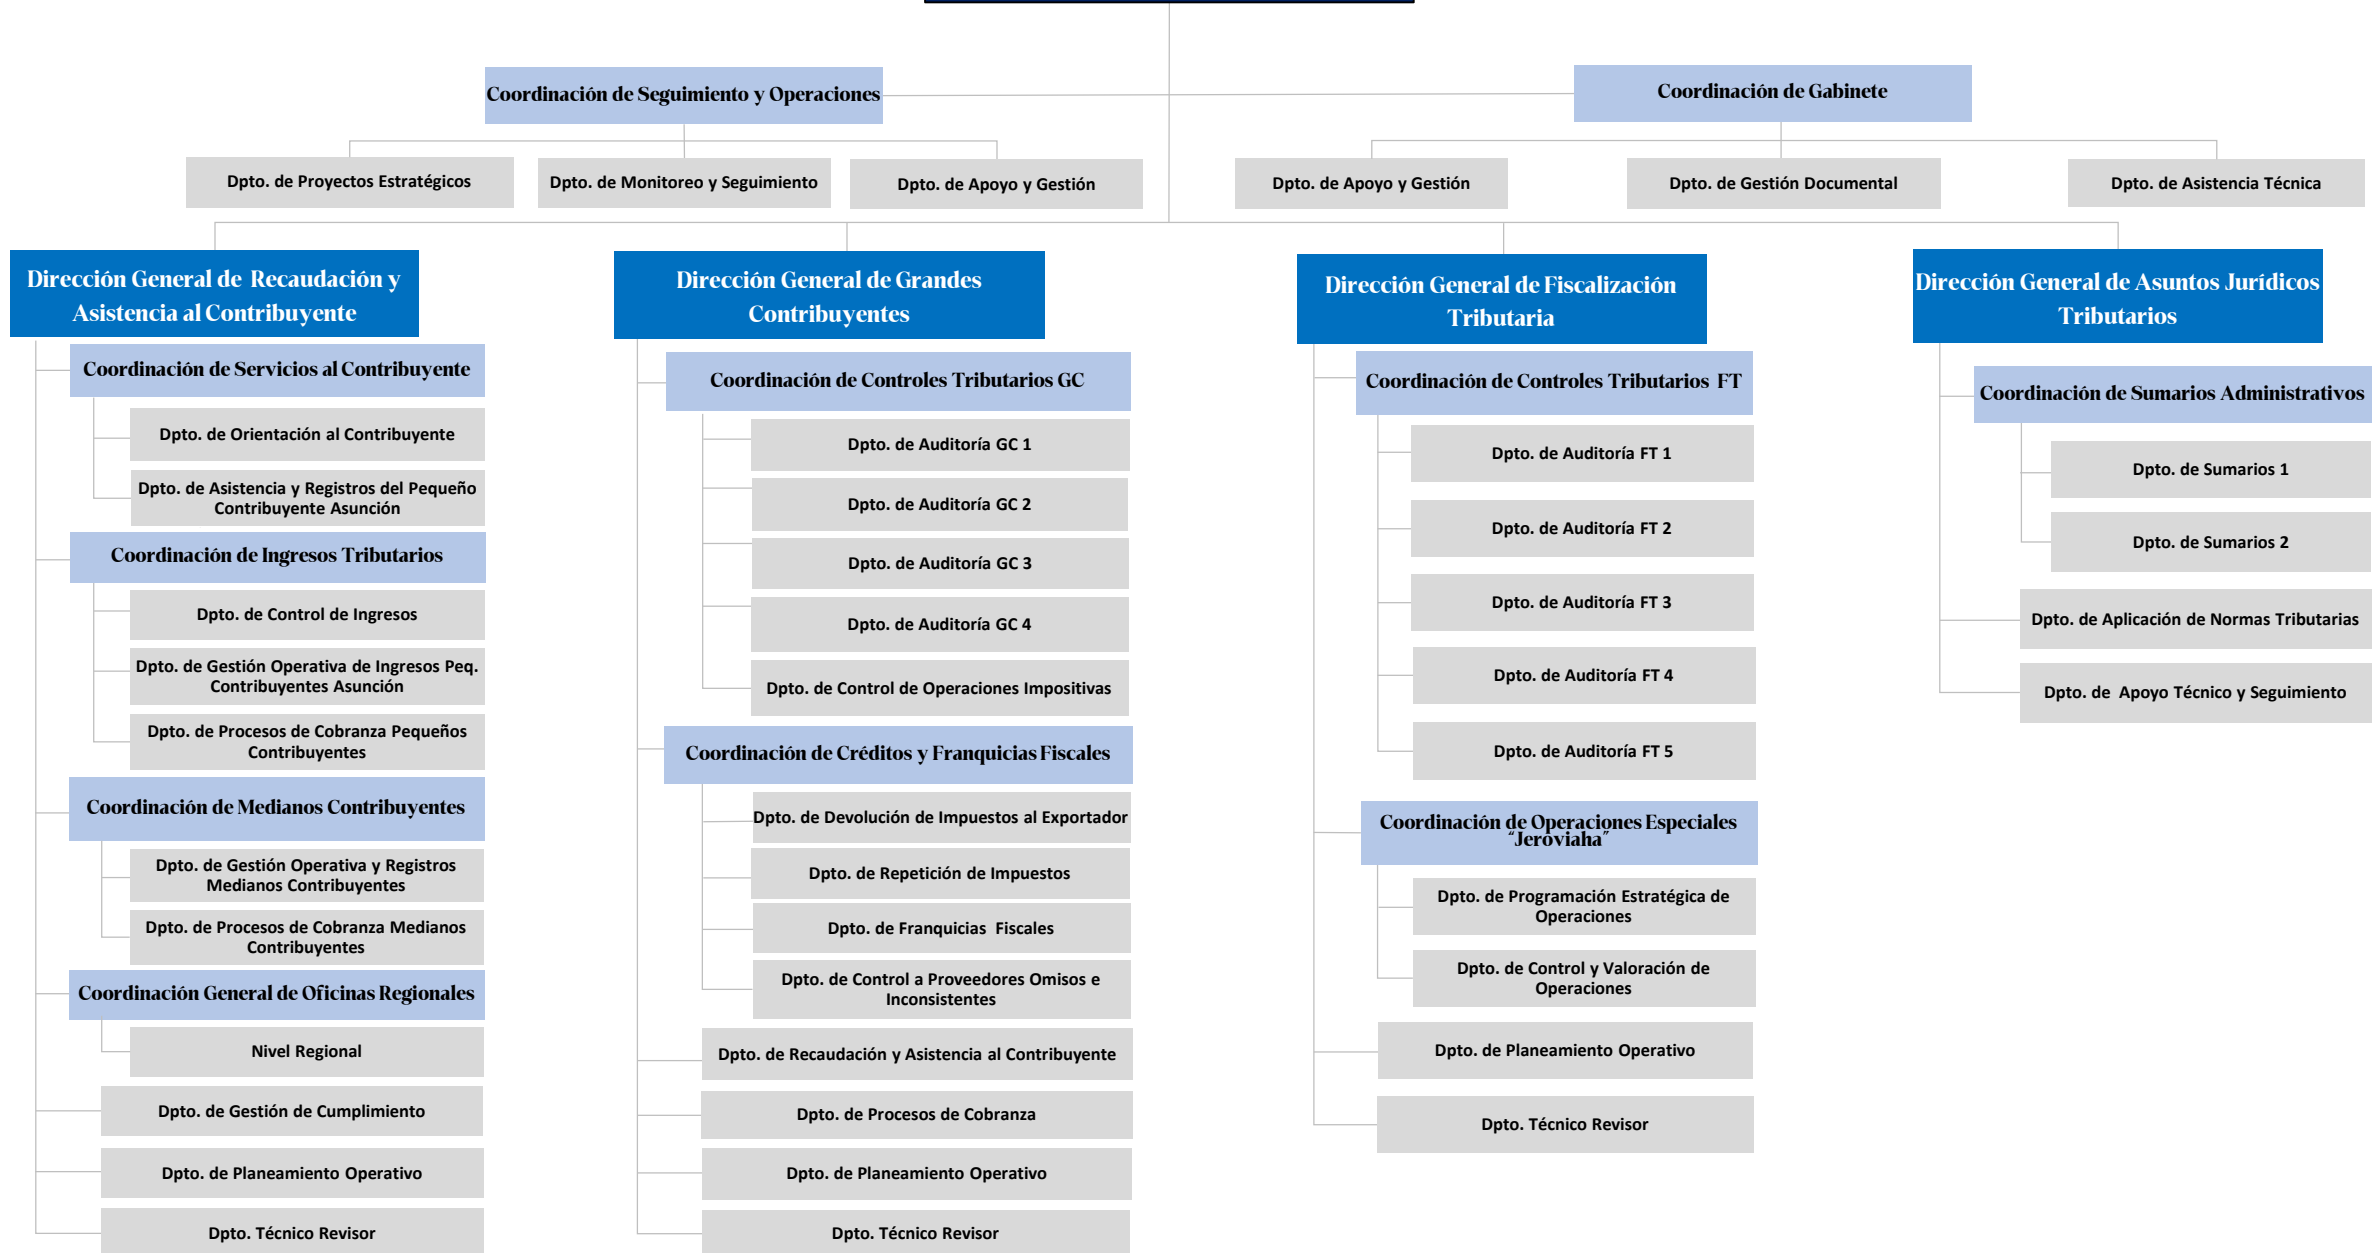 Coordinación de Seguimiento y Operaciones
Coordinación de Gabinete
Dpto. de Proyectos Estratégicos
Dpto. de Monitoreo y Seguimiento
Dpto. de Apoyo y Gestión
Dpto. de Apoyo y Gestión
Dpto. de Gestión Documental
Dpto. de Asistencia Técnica
Dirección General de Recaudación y
Asistencia al Contribuyente
Coordinación de Servicios al Contribuyente
Dpto. de Orientación al Contribuyente
Dpto. de Asistencia y Registros del Pequeño
Contribuyente Asunción
Coordinación de Ingresos Tributarios
Dpto. de Control de Ingresos
Dpto. de Gestión Operativa de Ingresos Peq.
Contribuyentes Asunción
Dpto. de Procesos de Cobranza Pequeños
Contribuyentes
Coordinación de Medianos Contribuyentes
Dpto. de Gestión Operativa y Registros
Medianos Contribuyentes
Dpto. de Procesos de Cobranza Medianos
Contribuyentes
Coordinación General de Oficinas Regionales
Nivel Regional
Dpto. de Gestión de Cumplimiento
Dpto. de Planeamiento Operativo
Dpto. Técnico Revisor
Dirección General de Grandes
Contribuyentes
Coordinación de Controles Tributarios GC
Dpto. de Auditoría GC 1
Dpto. de Auditoría GC 2
Dpto. de Auditoría GC 3
Dpto. de Auditoría GC 4
Dpto. de Control de Operaciones Impositivas
Coordinación de Créditos y Franquicias Fiscales
Dpto. de Devolución de Impuestos al Exportador
Dpto. de Repetición de Impuestos
Dpto. de Franquicias Fiscales
Dpto. de Control a Proveedores Omisos e
Inconsistentes
Dpto. de Recaudación y Asistencia al Contribuyente
Dpto. de Procesos de Cobranza
Dpto. de Planeamiento Operativo
Dpto. Técnico Revisor
Dirección General de Fiscalización
Tributaria
Coordinación de Controles Tributarios FT
Dpto. de Auditoría FT 1
Dpto. de Auditoría FT 2
Dpto. de Auditoría FT 3
Dpto. de Auditoría FT 4
Dpto. de Auditoría FT 5
Coordinación de Operaciones Especiales
“Jeroviaha”
Dpto. de Programación Estratégica de
Operaciones
Dpto. de Control y Valoración de
Operaciones
Dpto. de Planeamiento Operativo
Dpto. Técnico Revisor
Dirección General de Asuntos Jurídicos
Tributarios
Coordinación de Sumarios Administrativos
Dpto. de Sumarios 1
Dpto. de Sumarios 2
Dpto. de Aplicación de Normas Tributarias
Dpto. de Apoyo Técnico y Seguimiento